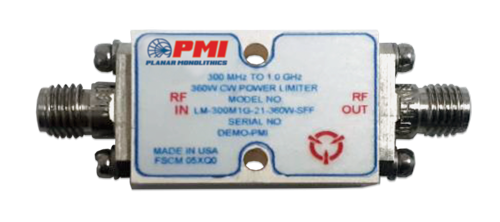 PMI
PLANAR MONOLITHICS
300 MHz TO 1.0 GHz
360W CW POWER LIMITER
RF IN
MODEL NO.
LM-300M1G-21-360W-SFF
RF OUT
SERIAL NO
DEMO-PMI
MADE IN USA
FSCM 05XQ0